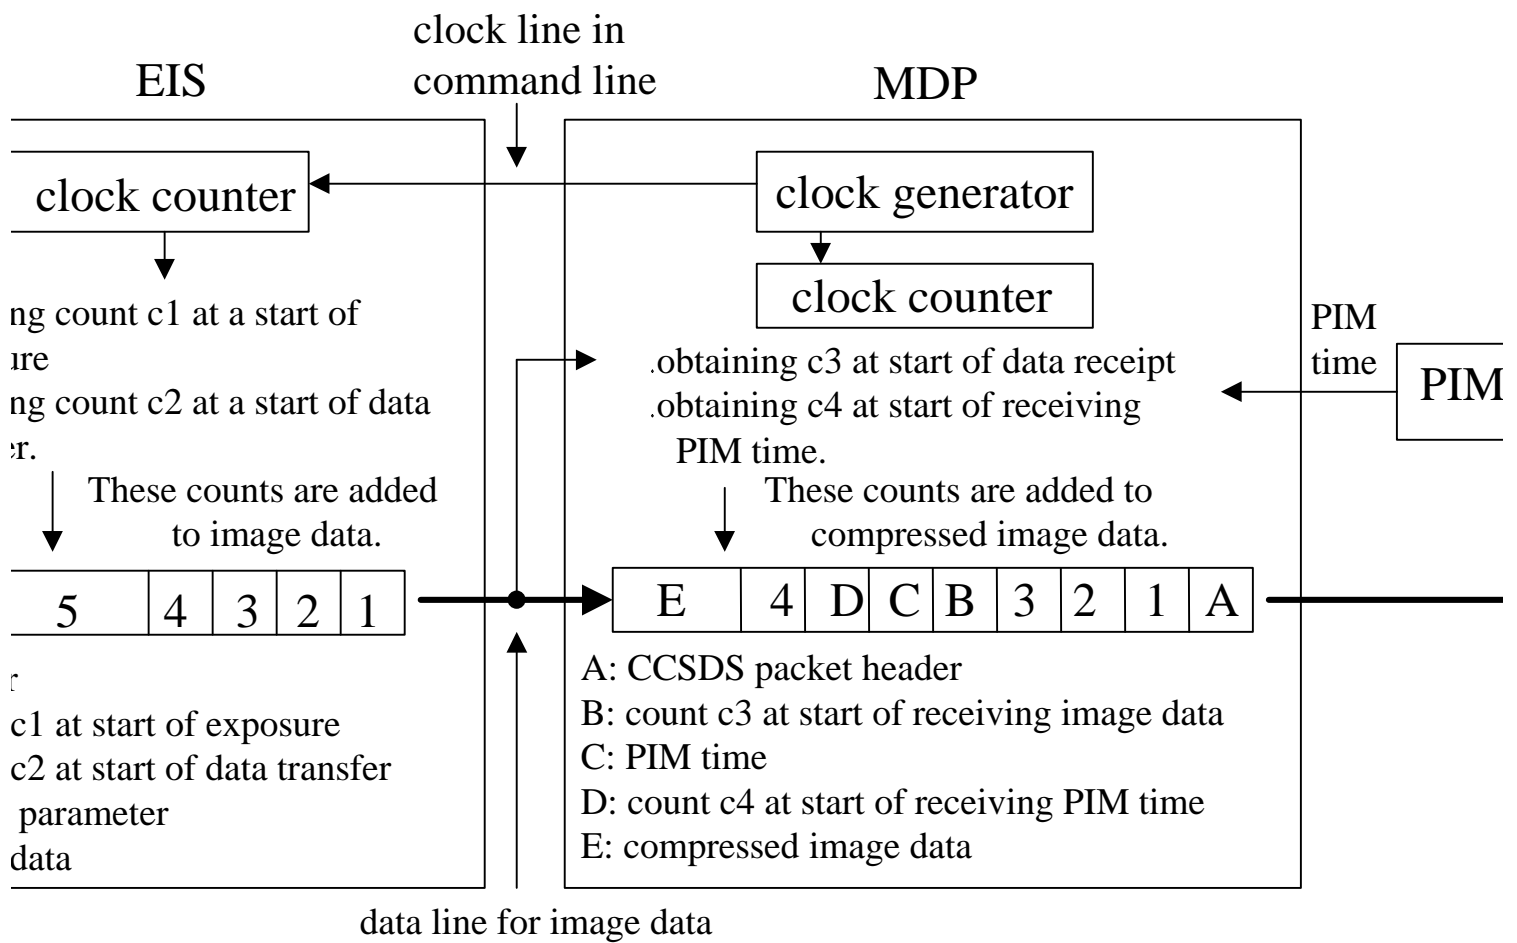 clock line in
command line
EIS
MDP
clock counter
clock generator
clock counter
ng count c1 at a start of
ure
ng count c2 at a start of data
er.
These counts are added
to image data.
.obtaining c3 at start of data receipt
.obtaining c4 at start of receiving
PIM time.
These counts are added to
compressed image data.
PIM
time
PIM
5 4 3 2 1
E 4 D C B 3 2 1 A
r
c1 at start of exposure
c2 at start of data transfer
parameter
data
A: CCSDS packet header
B: count c3 at start of receiving image data
C: PIM time
D: count c4 at start of receiving PIM time
E: compressed image data
data line for image data